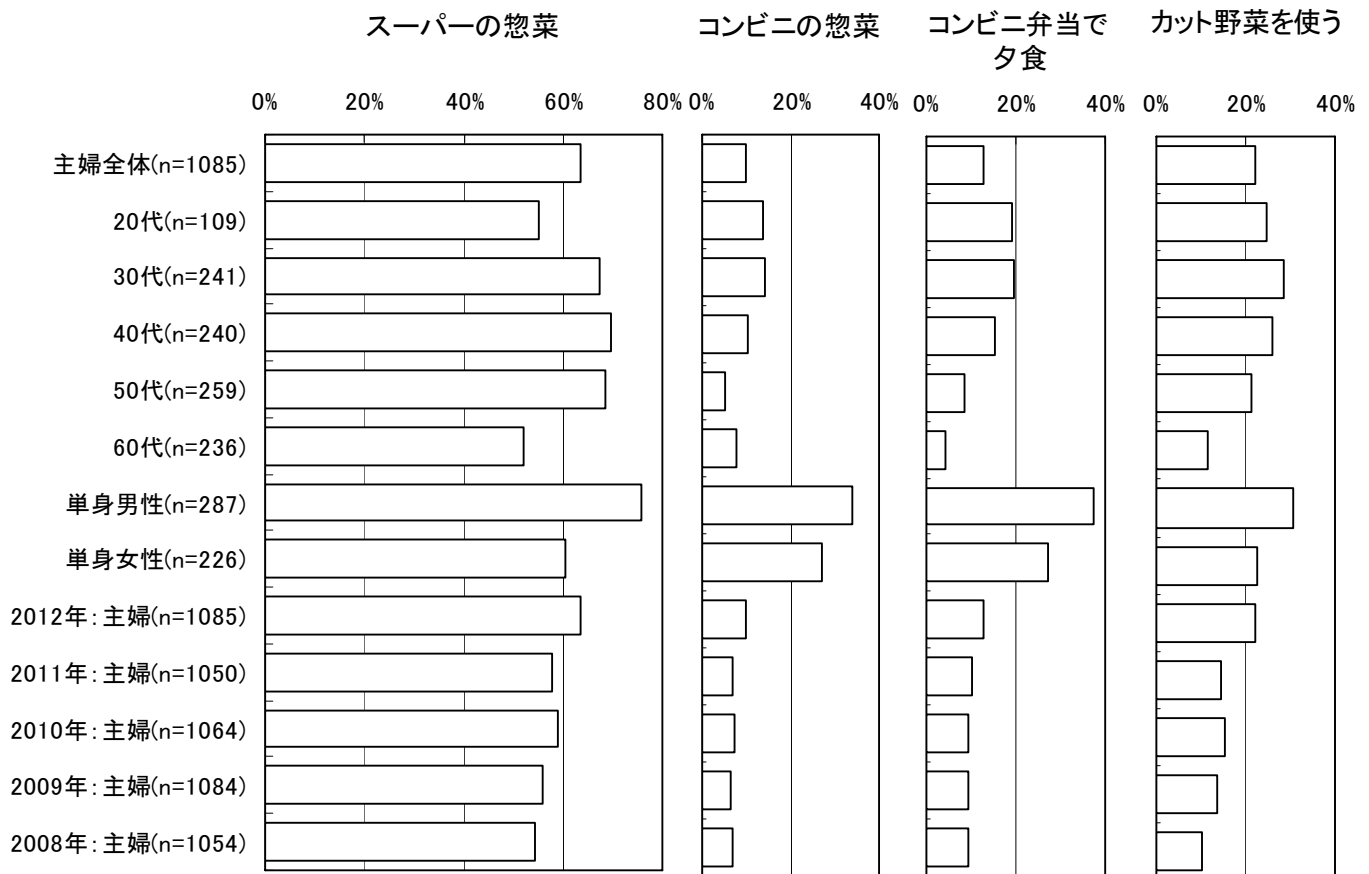 スーパーの惣菜
コンビニの惣菜
コンビニ弁当で
夕食
カット野菜を使う
0% 20% 40% 60% 80%
0% 20% 40%
0% 20% 40%
0% 20% 40%
主婦全体(n=1085)
20代(n=109)
30代(n=241)
40代(n=240)
50代(n=259)
60代(n=236)
単身男性(n=287)
単身女性(n=226)
2012年:主婦(n=1085)
2011年:主婦(n=1050)
2010年:主婦(n=1064)
2009年:主婦(n=1084)
2008年:主婦(n=1054)